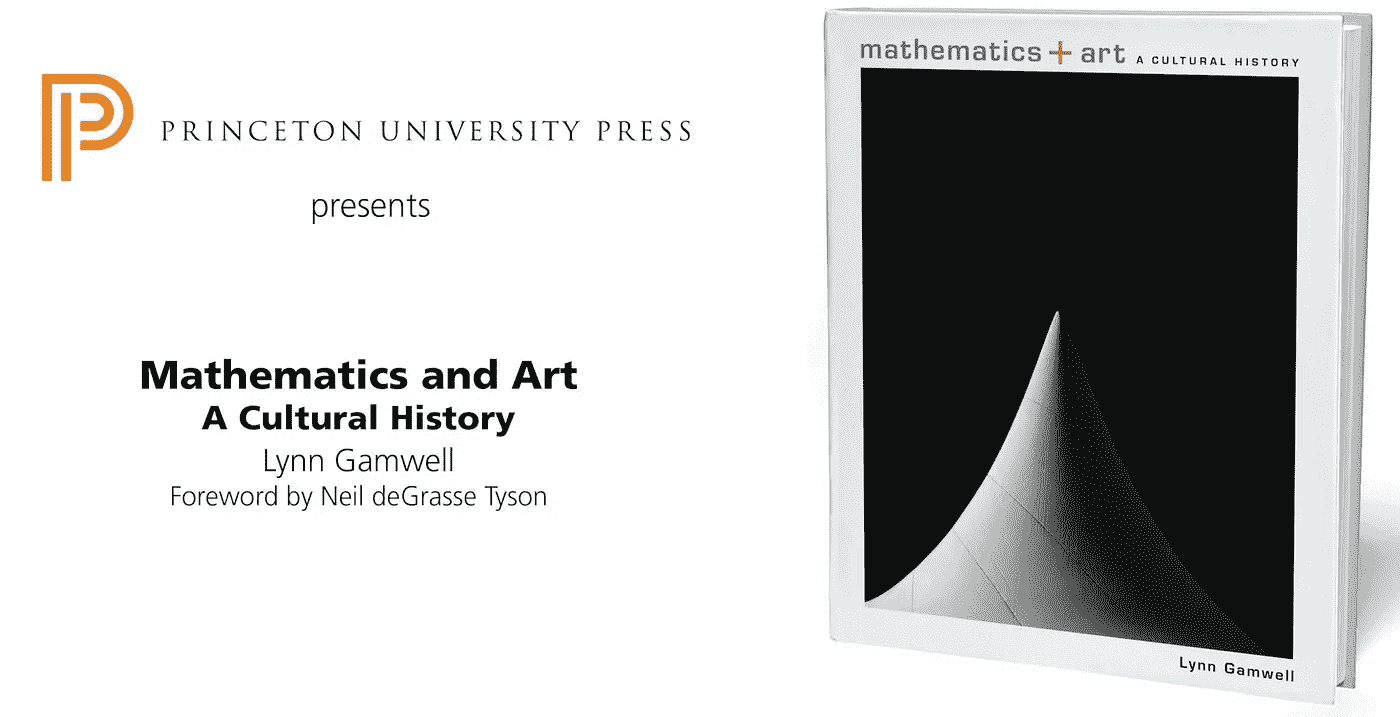 PRINCETON UNIVERSITY PRESS
presents
Mathematics and Art
A Cultural History
Lynn Gamwell
Foreword by Neil deGrasse Tyson
mathematics + art A CULTURAL HISTORY
Lynn Gamwell